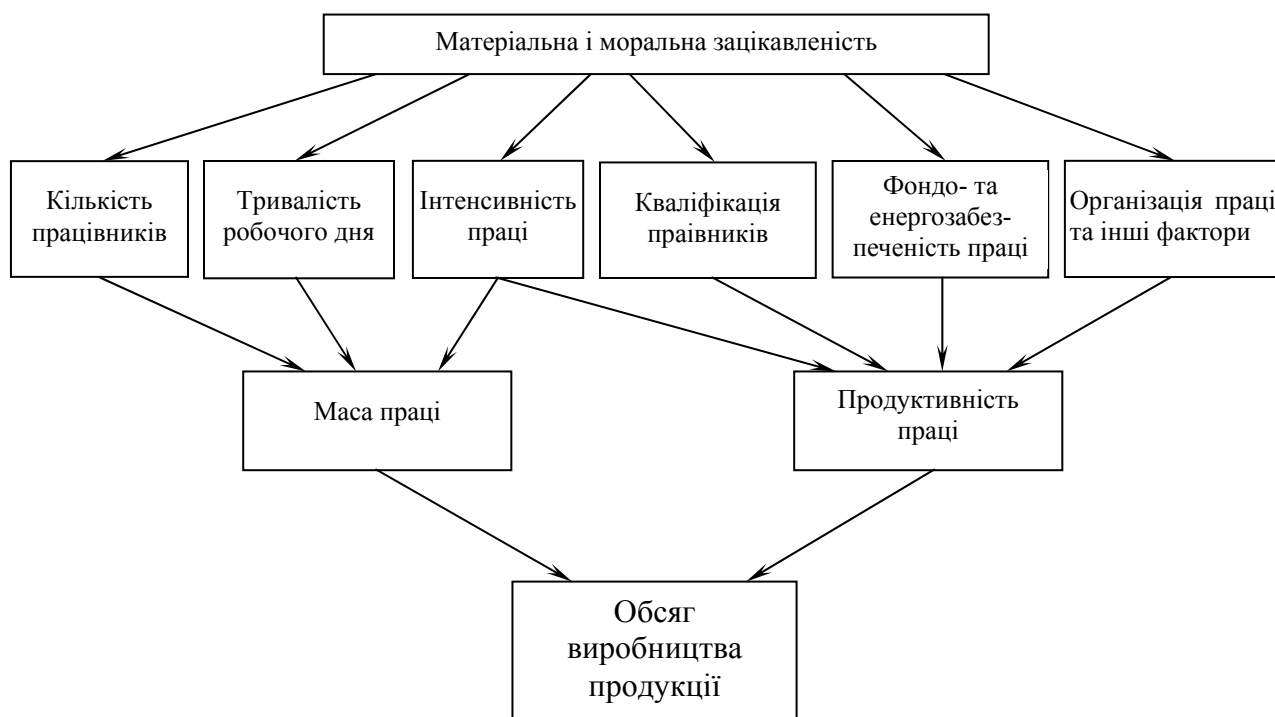 Матеріальна і моральна зацікавленість
Кількість
працівників
Тривалість
робочого дня
Інтенсивність
праці
Кваліфікація
праівників
Фондо- та
енергозабез-
печеність праці
Організація праці
та інші фактори
Маса праці
Продуктивність
праці
Обсяг
виробництва
продукції